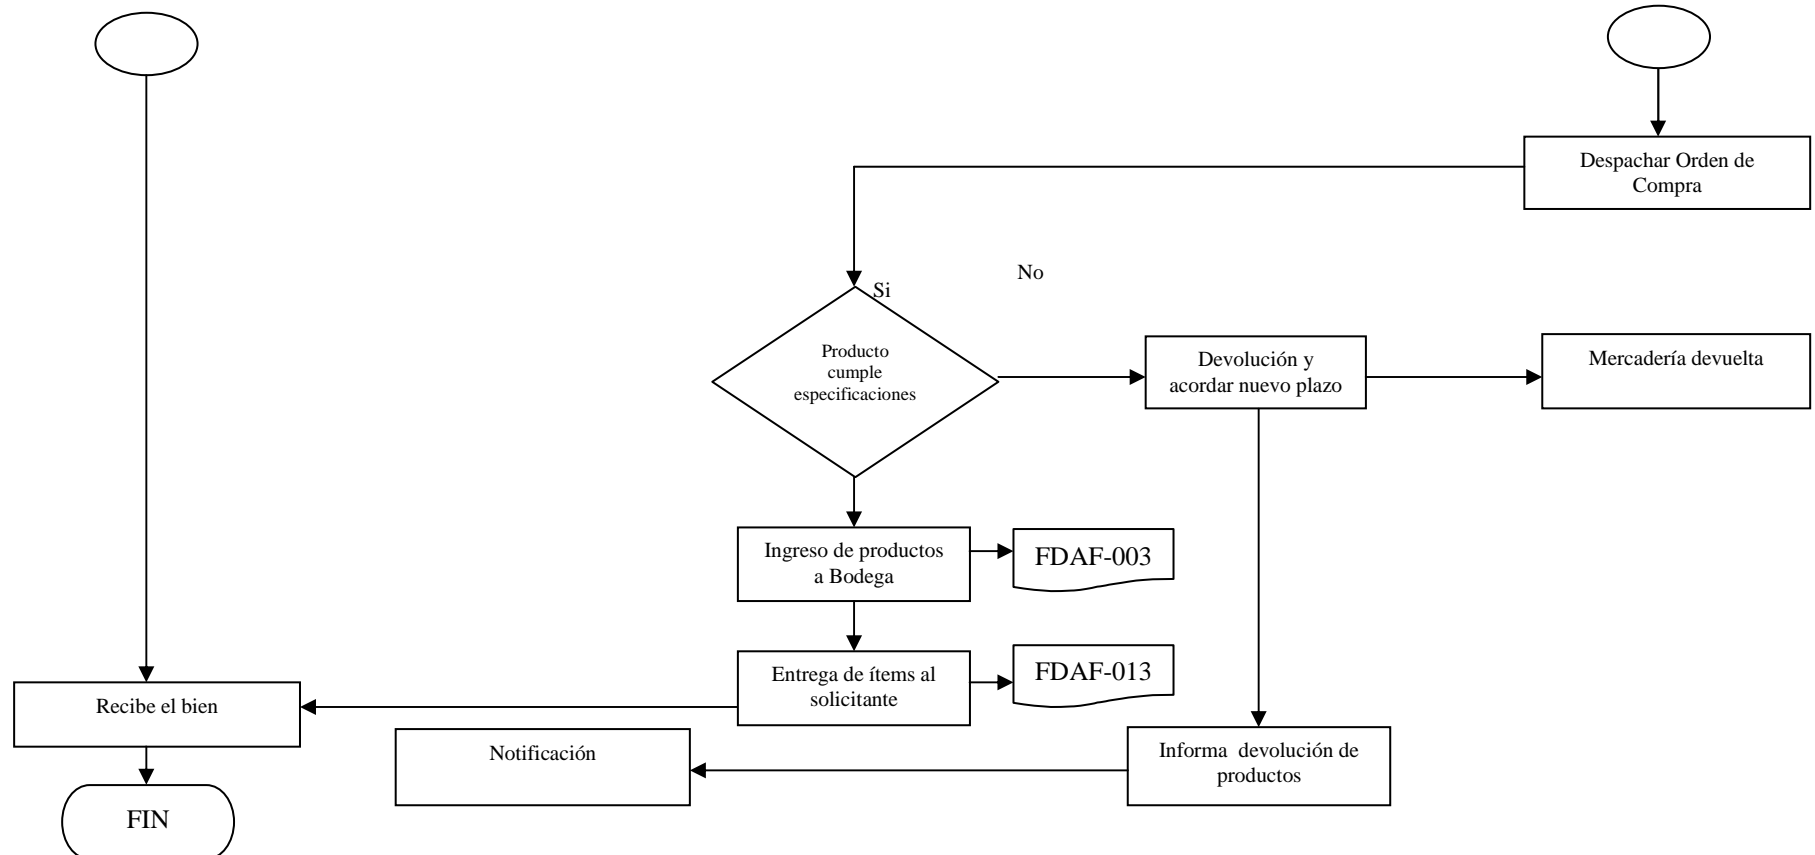 Despachar Orden de
Compra
No
Si
Producto
cumple
especificaciones
Devolución y
acordar nuevo plazo
Mercadería devuelta
Ingreso de productos
a Bodega
FDAF-003
Entrega de ítems al
solicitante
FDAF-013
Recibe el bien
Notificación
Informa devolución de
productos
FIN